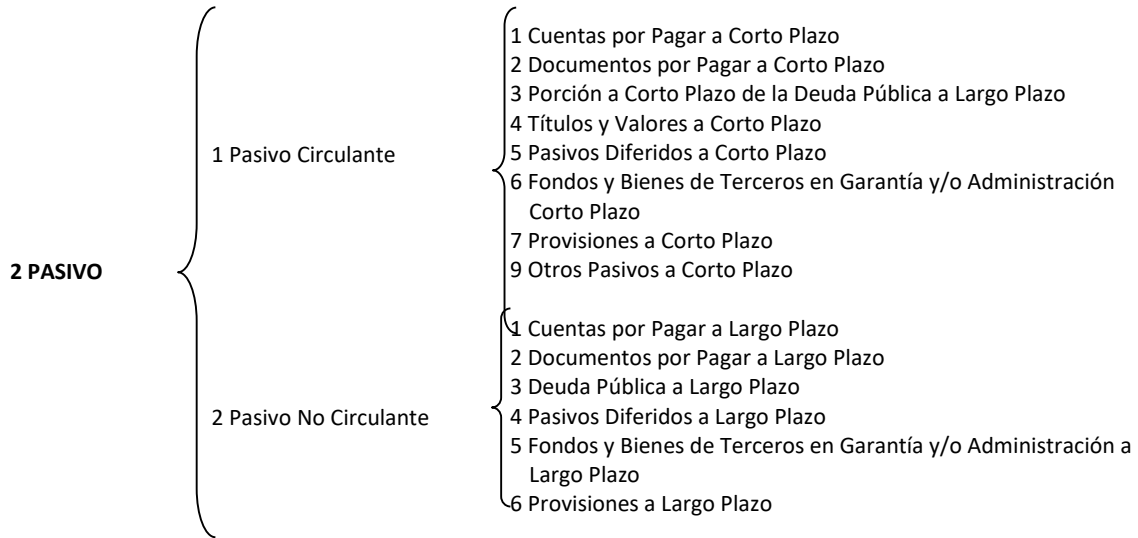 2 PASIVO
1 Pasivo Circulante
1 Cuentas por Pagar a Corto Plazo
2 Documentos por Pagar a Corto Plazo
3 Porción a Corto Plazo de la Deuda Pública a Largo Plazo
4 Títulos y Valores a Corto Plazo
5 Pasivos Diferidos a Corto Plazo
6 Fondos y Bienes de Terceros en Garantía y/o Administración
Corto Plazo
7 Provisiones a Corto Plazo
9 Otros Pasivos a Corto Plazo
2 Pasivo No Circulante
1 Cuentas por Pagar a Largo Plazo
2 Documentos por Pagar a Largo Plazo
3 Deuda Pública a Largo Plazo
4 Pasivos Diferidos a Largo Plazo
5 Fondos y Bienes de Terceros en Garantía y/o Administración a
Largo Plazo
6 Provisiones a Largo Plazo